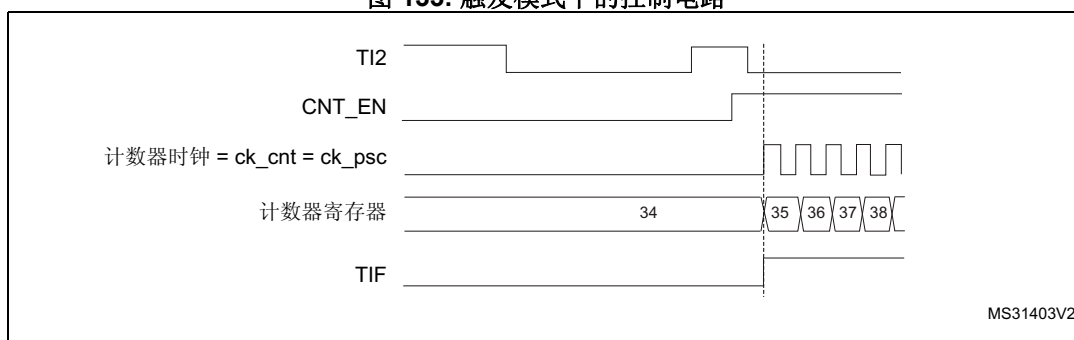 TI2
CNT_EN
计数器时钟 = ck_cnt = ck_psc
计数器寄存器 34 35 36 37 38
TIF
MS31403V2